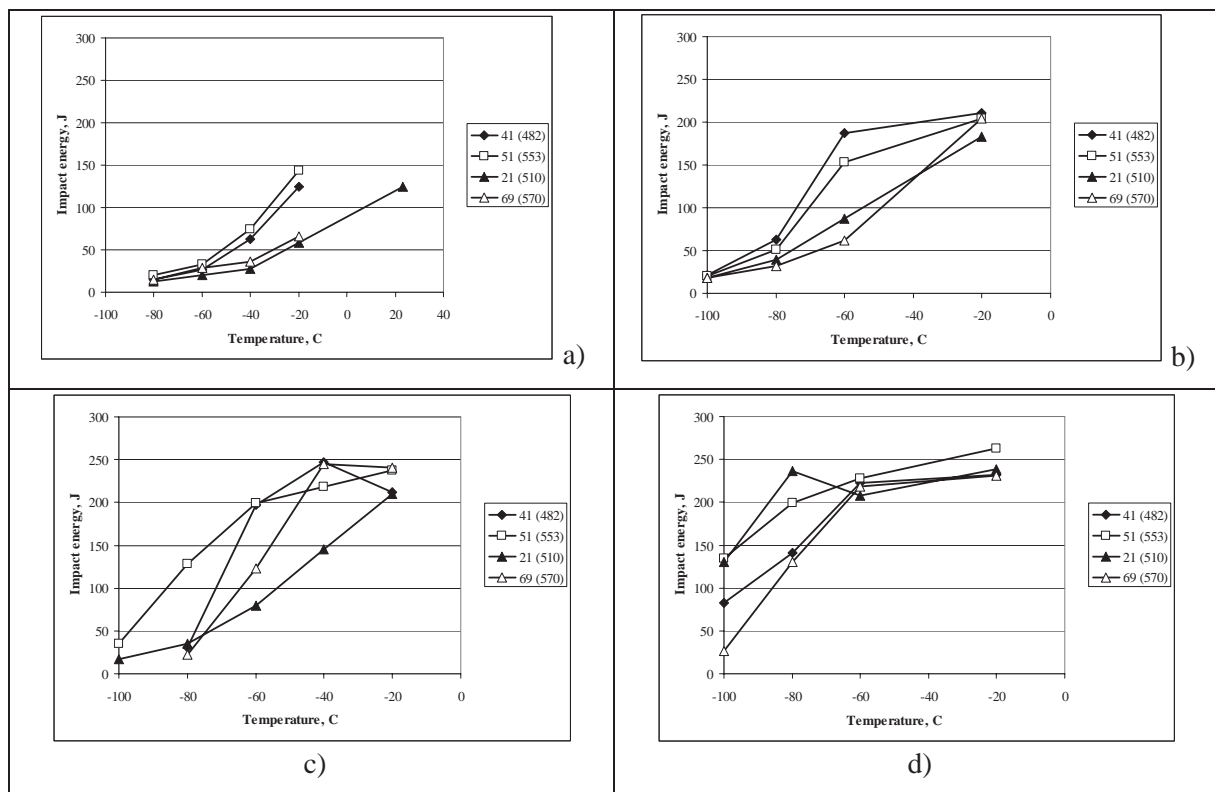 300
250
200
150
100
50
0
-100 -80 -60 -40 -20 0 20 40
Impact energy, J
Temperature, C
41 (482)
51 (553)
21 (510)
69 (570)
a)
300
250
200
150
100
50
0
-100 -80 -60 -40 -20 0
Impact energy, J
Temperature, C
41 (482)
51 (553)
21 (510)
69 (570)
b)
300
250
200
150
100
50
0
-100 -80 -60 -40 -20 0
Impact energy, J
Temperature, C
41 (482)
51 (553)
21 (510)
69 (570)
c)
300
250
200
150
100
50
0
-100 -80 -60 -40 -20 0
Impact energy, J
Temperature, C
41 (482)
51 (553)
21 (510)
69 (570)
d)